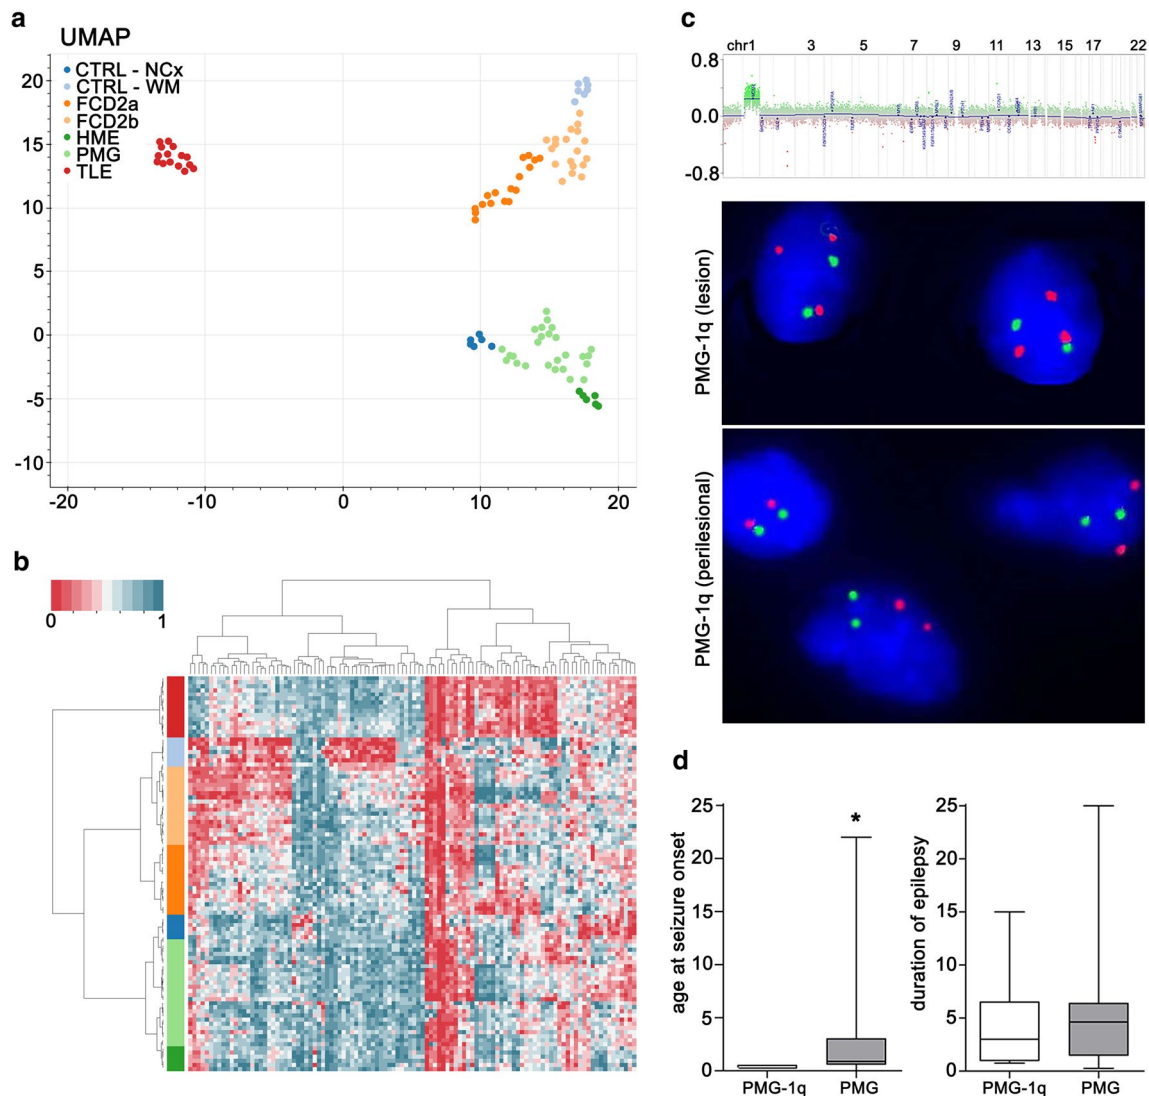 a
UMAP
CTRL - NCx
CTRL - WM
FCD2a
FCD2b
HME
PMG
TLE
20
15
10
5
0
-5
-10
-20
-10
0
10
20
b
0
1
c
chr1 3 5 7 9 11 13 15 17 22
0.8
0.0
-0.8
PMG-1q (lesion)
PMG-1q (perilesional)
d
age at seizure onset
25
20
15
10
5
0
*
PMG-1q PMG
duration of epilepsy
25
20
15
10
5
0
PMG-1q PMG